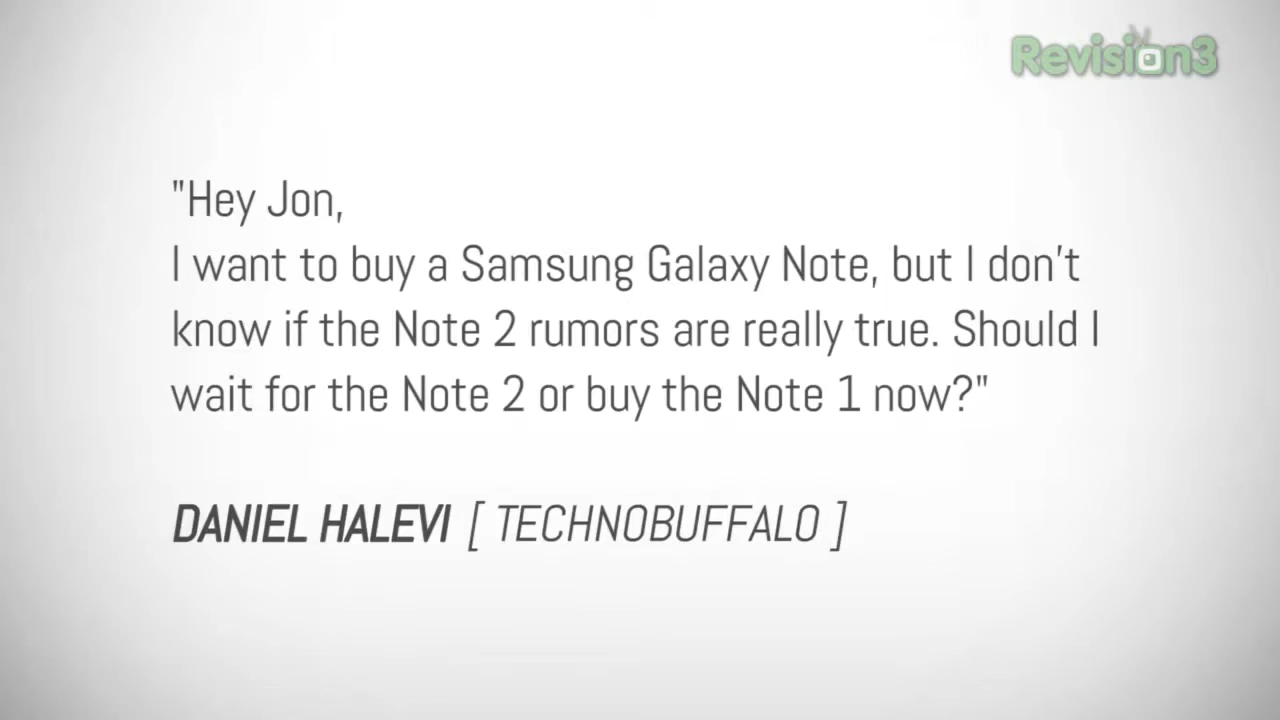 Revision3
"Hey Jon,
I want to buy a Samsung Galaxy Note, but I don't
know if the Note 2 rumors are really true. Should I
wait for the Note 2 or buy the Note 1 now?"
DANIEL HALEVI [ TECHNOBUFFALO ]